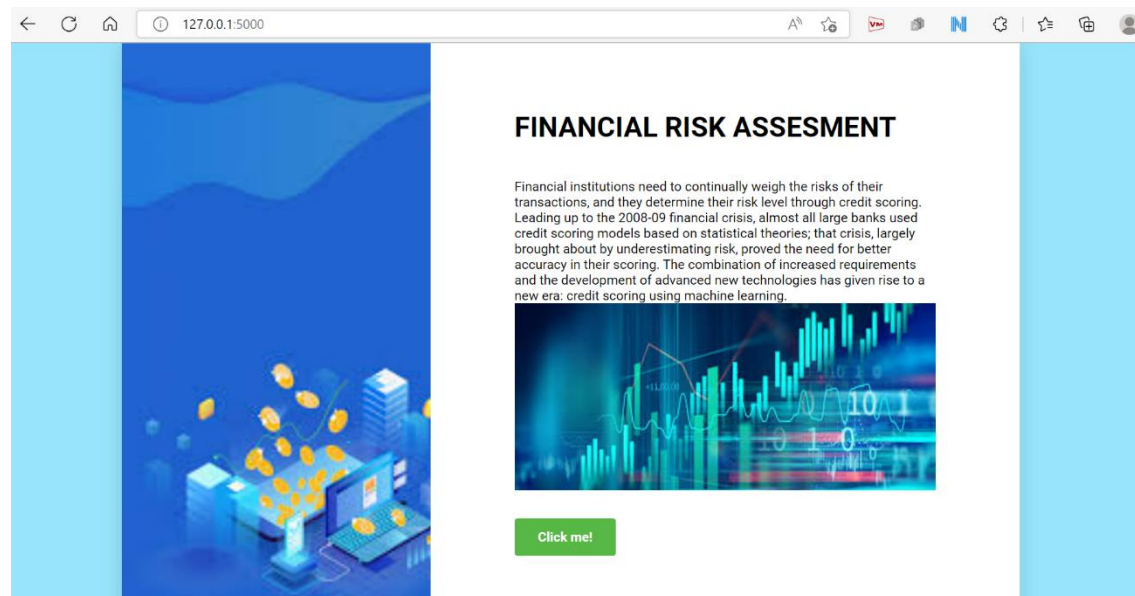 127.0.0.1:5000
FINANCIAL RISK ASSESMENT
Financial institutions need to continually weigh the risks of their
transactions, and they determine their risk level through credit scoring.
Leading up to the 2008-09 financial crisis, almost all large banks used
credit scoring models based on statistical theories; that crisis, largely
brought about by underestimating risk, proved the need for better
accuracy in their scoring. The combination of increased requirements
and the development of advanced new technologies has given rise to a
new era: credit scoring using machine learning.
Click me!